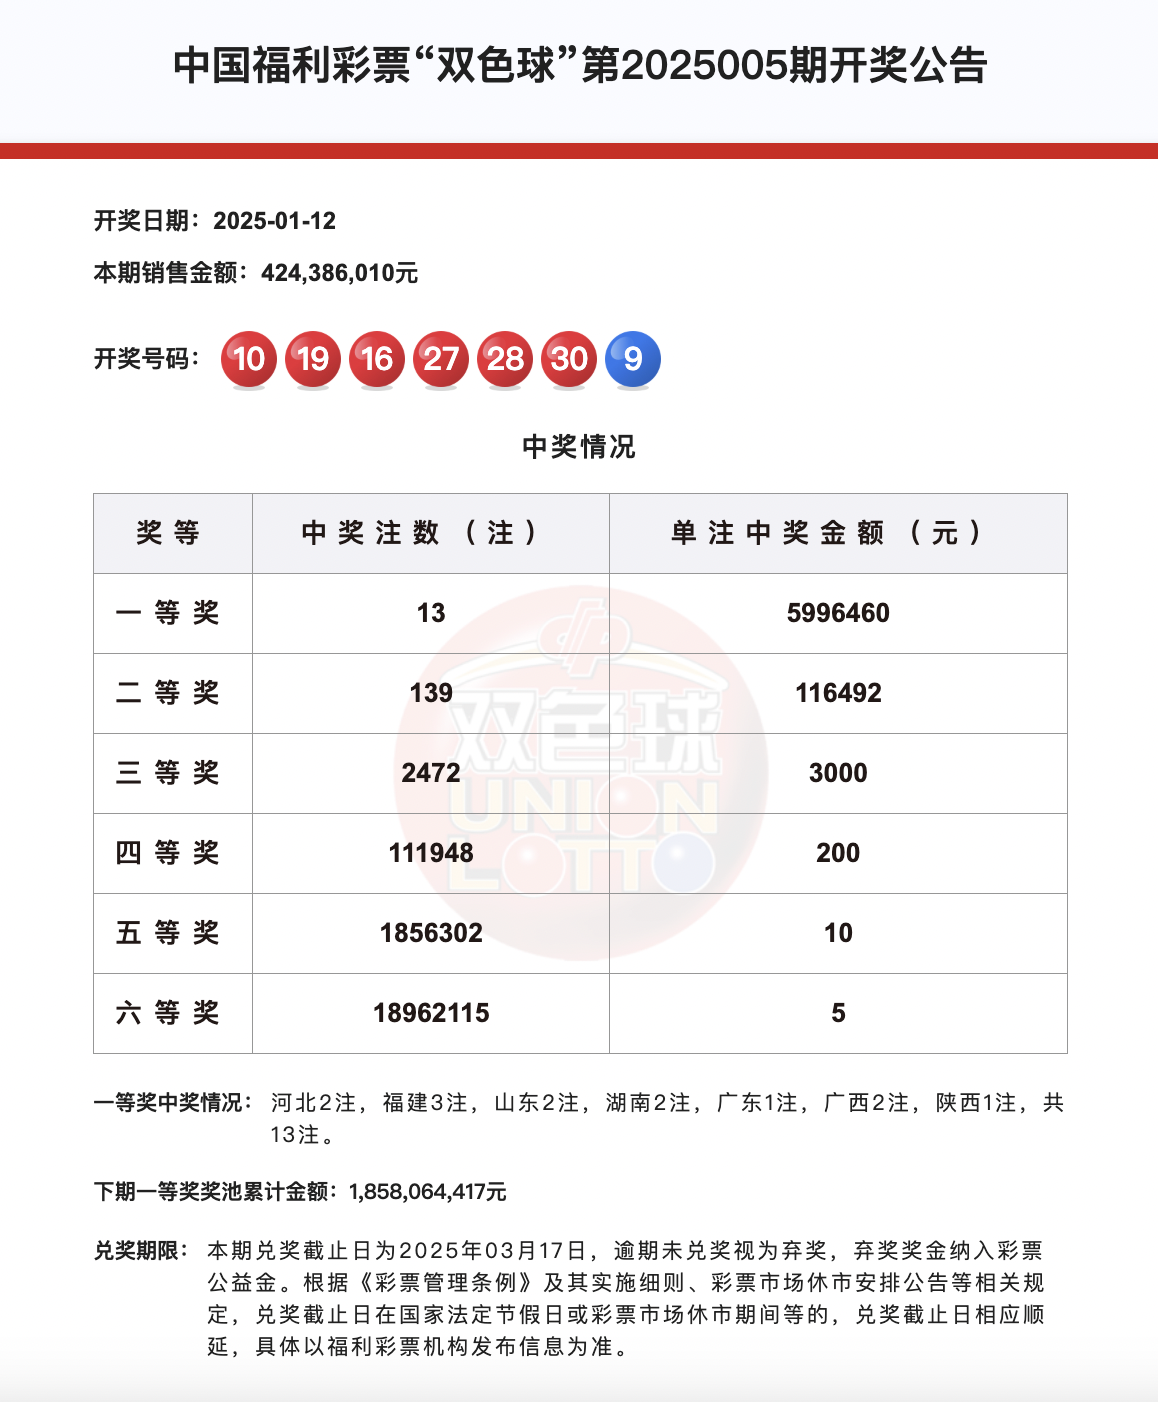 中国福利彩票“双色球”第2025005期开奖公告
开奖日期：2025-01-12
本期销售金额：424,386,010元
开奖号码： 10 19 16 27 28 30 9
中奖情况
奖等 中奖注数（注） 单注中奖金额（元）
一等奖 13 5996460
二等奖 139 116492
三等奖 2472 3000
四等奖 111948 200
五等奖 1856302 10
六等奖 18962115 5
双色球
UNION
LOTTO
一等奖中奖情况： 河北2注，福建3注，山东2注，湖南2注，广东1注，广西2注，陕西1注，共
13注。
下期一等奖奖池累计金额：1,858,064,417元
兑奖期限： 本期兑奖截止日为2025年03月17日，逾期未兑奖视为弃奖，弃奖奖金纳入彩票
公益金。根据《彩票管理条例》及其实施细则、彩票市场休市安排公告等相关规
定，兑奖截止日在国家法定节假日或彩票市场休市期间等的，兑奖截止日相应顺
延，具体以福利彩票机构发布信息为准。